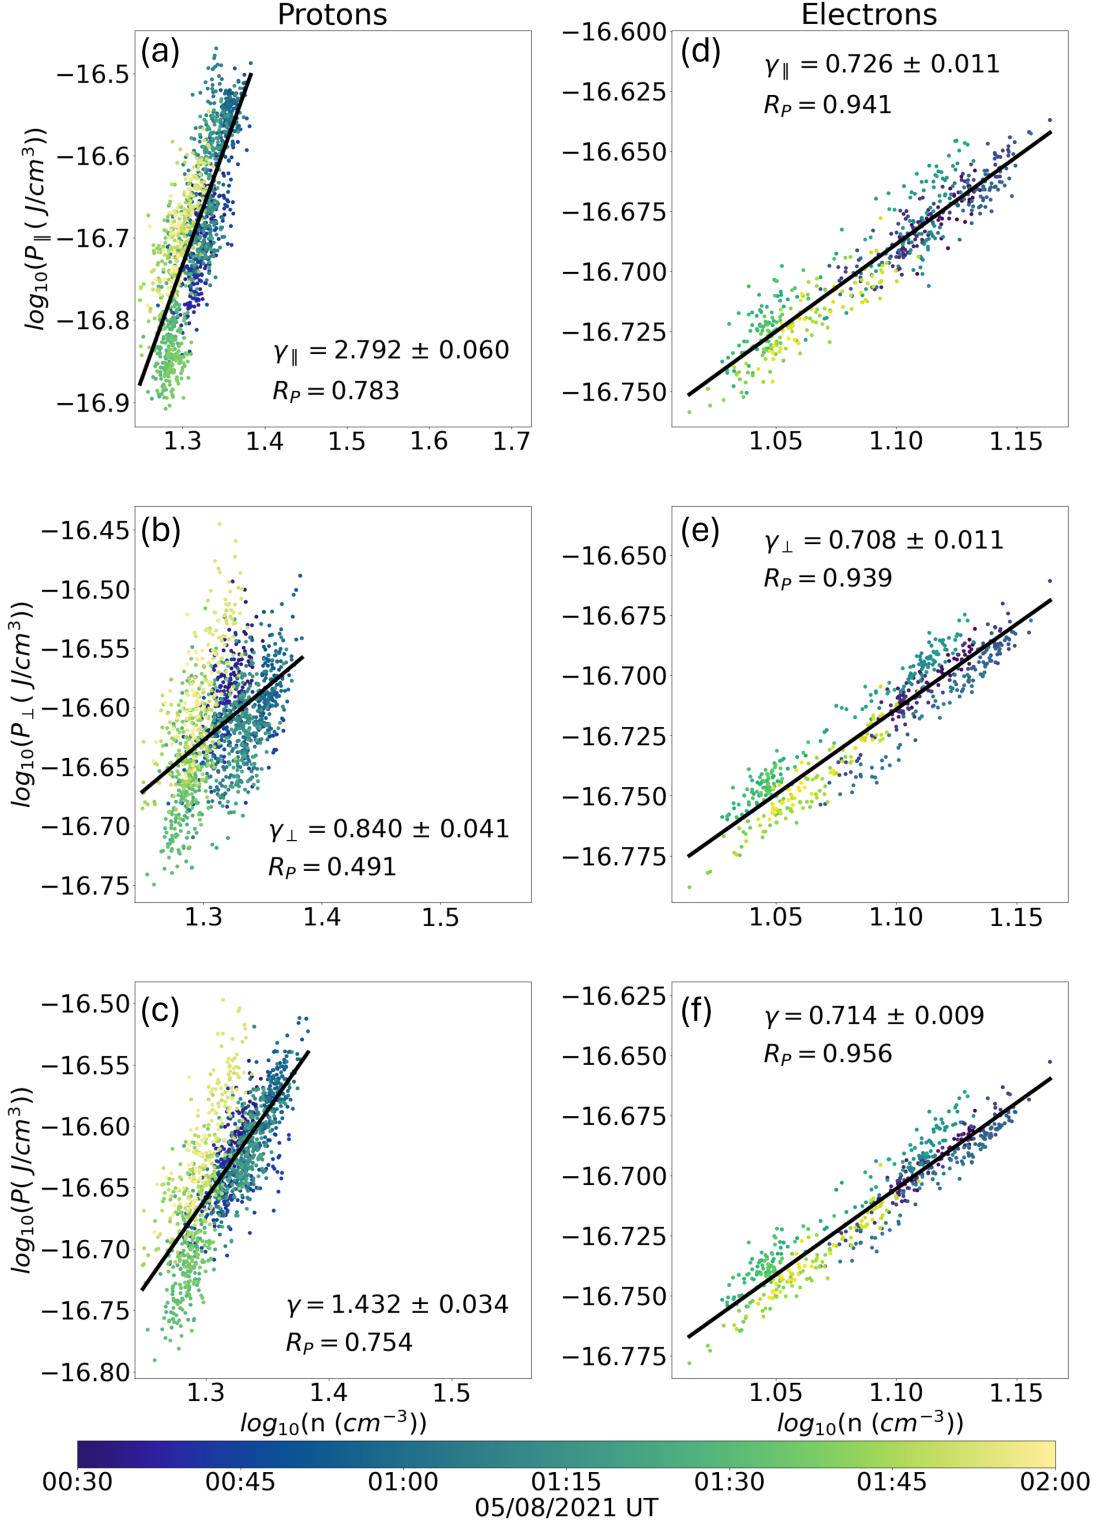 Protons
Electrons
(a)
−16.5
−16.6
−16.7
−16.8
−16.9
log₁₀(P∥( J/cm³))
γ∥ = 2.792 ± 0.060
R_P = 0.783
1.3 1.4 1.5 1.6 1.7
(d)
−16.600
−16.625
−16.650
−16.675
−16.700
−16.725
−16.750
γ∥ = 0.726 ± 0.011
R_P = 0.941
1.05 1.10 1.15
(b)
−16.45
−16.50
−16.55
−16.60
−16.65
−16.70
−16.75
log₁₀(P⊥( J/cm³))
γ⊥ = 0.840 ± 0.041
R_P = 0.491
1.3 1.4 1.5
(e)
−16.650
−16.675
−16.700
−16.725
−16.750
−16.775
γ⊥ = 0.708 ± 0.011
R_P = 0.939
1.05 1.10 1.15
(c)
−16.50
−16.55
−16.60
−16.65
−16.70
−16.75
−16.80
log₁₀(P( J/cm³))
γ = 1.432 ± 0.034
R_P = 0.754
1.3 1.4 1.5
log₁₀(n (cm⁻³))
(f)
−16.625
−16.650
−16.675
−16.700
−16.725
−16.750
−16.775
γ = 0.714 ± 0.009
R_P = 0.956
1.05 1.10 1.15
log₁₀(n (cm⁻³))
00:30 00:45 01:00 01:15 01:30 01:45 02:00
05/08/2021 UT